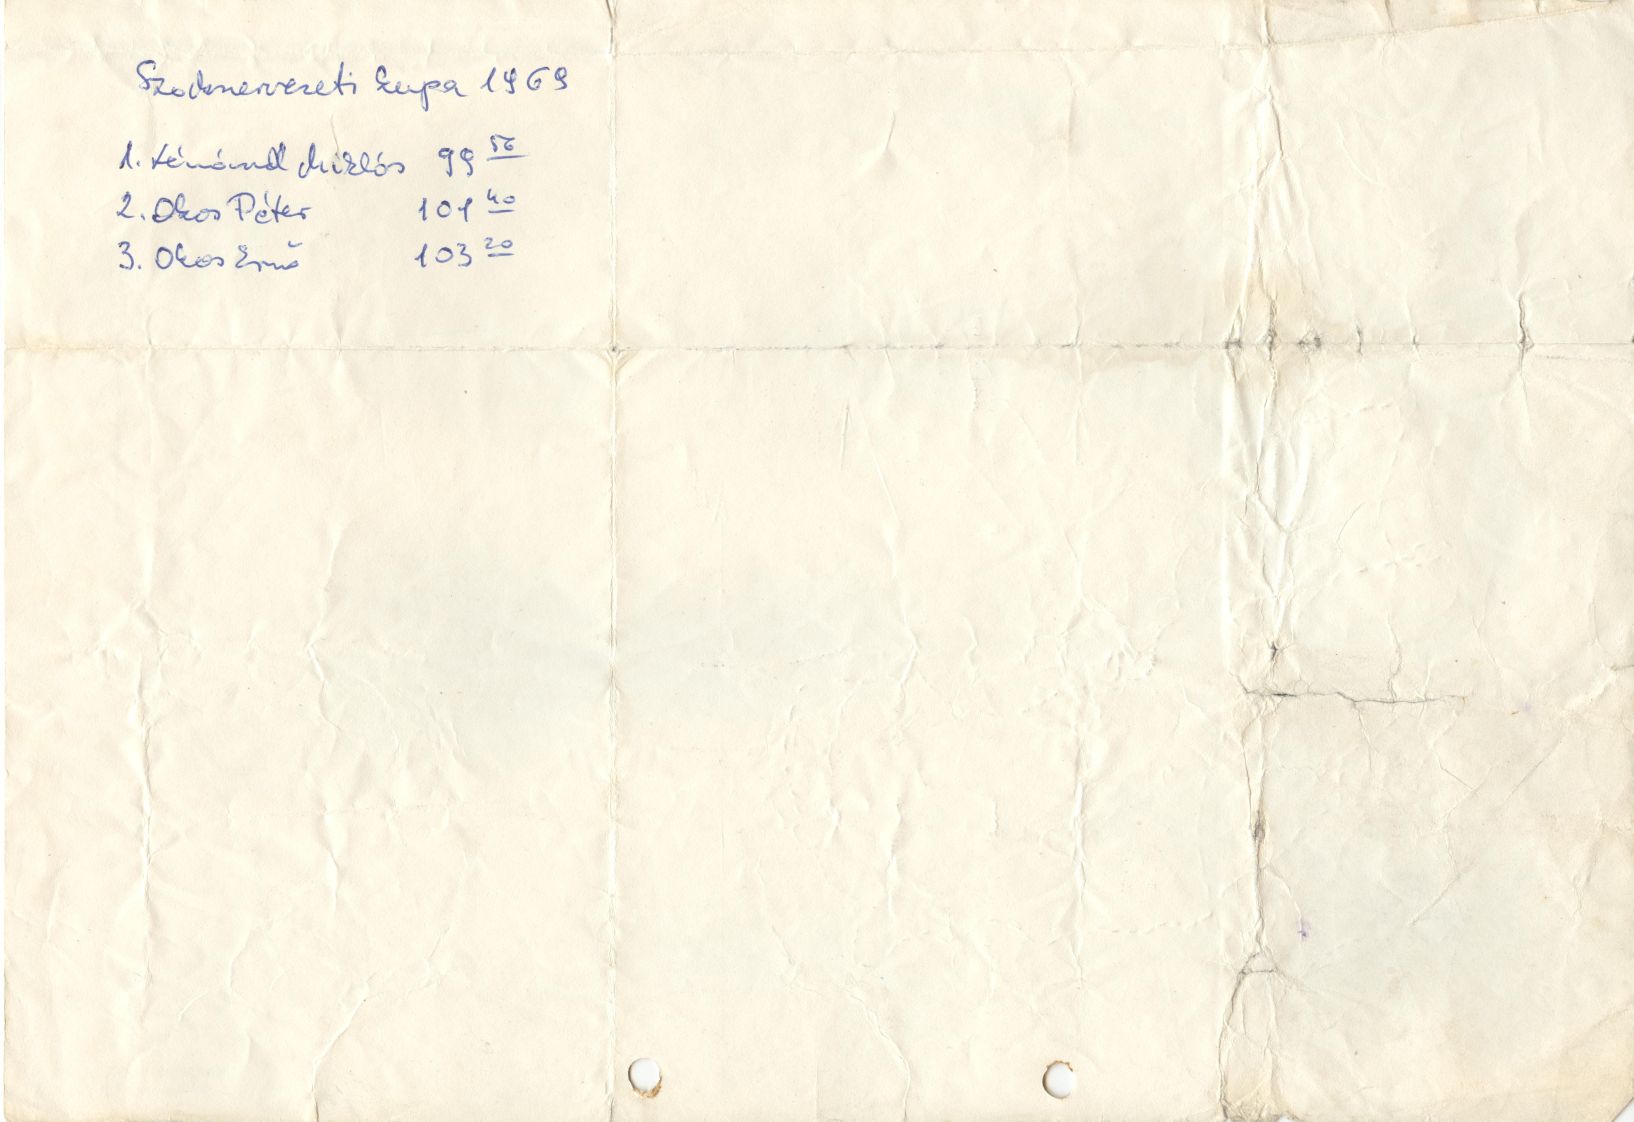 Szakszervezeti kupa 1969
1. Miklós 99 56
2. Okos Péter 101 40
3. Okos Ernő 103 20